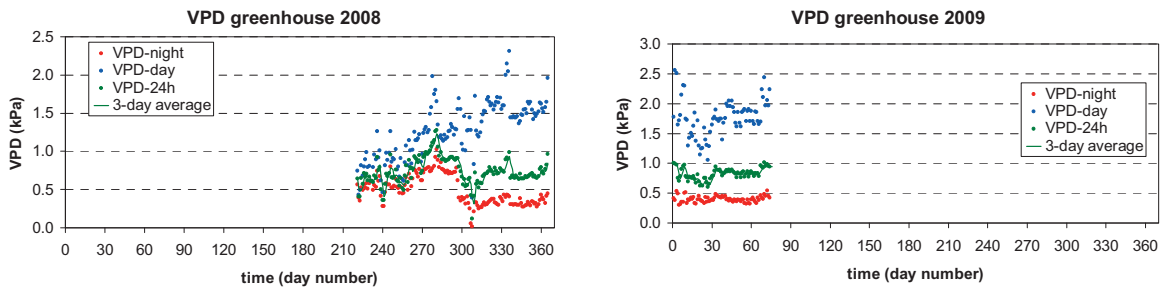 VPD greenhouse 2008
2.5
2.0
1.5
1.0
0.5
0.0
VPD (kPa)
VPD-night
VPD-day
VPD-24h
3-day average
0 30 60 90 120 150 180 210 240 270 300 330 360
time (day number)
VPD greenhouse 2009
3.0
2.5
2.0
1.5
1.0
0.5
0.0
VPD (kPa)
VPD-night
VPD-day
VPD-24h
3-day average
0 30 60 90 120 150 180 210 240 270 300 330 360
time (day number)